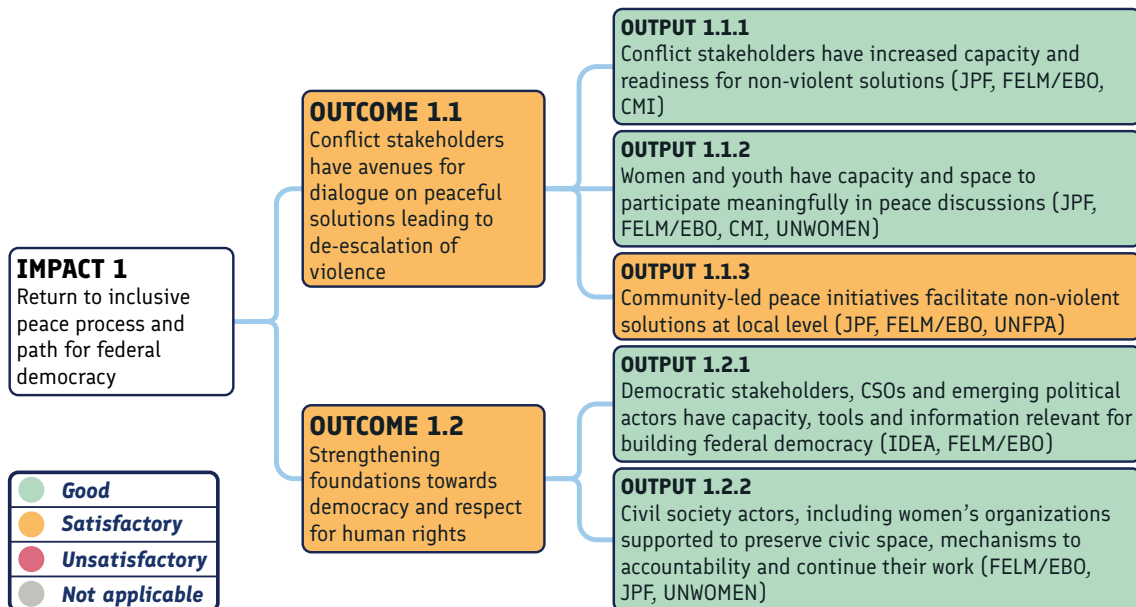 IMPACT 1
Return to inclusive
peace process and
path for federal
democracy
OUTCOME 1.1
Conflict stakeholders
have avenues for
dialogue on peaceful
solutions leading to
de-escalation of
violence
OUTPUT 1.1.1
Conflict stakeholders have increased capacity and
readiness for non-violent solutions (JPF, FELM/EBO,
CMI)
OUTPUT 1.1.2
Women and youth have capacity and space to
participate meaningfully in peace discussions (JPF,
FELM/EBO, CMI, UNWOMEN)
OUTPUT 1.1.3
Community-led peace initiatives facilitate non-violent
solutions at local level (JPF, FELM/EBO, UNFPA)
OUTCOME 1.2
Strengthening
foundations towards
democracy and respect
for human rights
OUTPUT 1.2.1
Democratic stakeholders, CSOs and emerging political
actors have capacity, tools and information relevant for
building federal democracy (IDEA, FELM/EBO)
OUTPUT 1.2.2
Civil society actors, including women’s organizations
supported to preserve civic space, mechanisms to
accountability and continue their work (FELM/EBO,
JPF, UNWOMEN)
Good
Satisfactory
Unsatisfactory
Not applicable